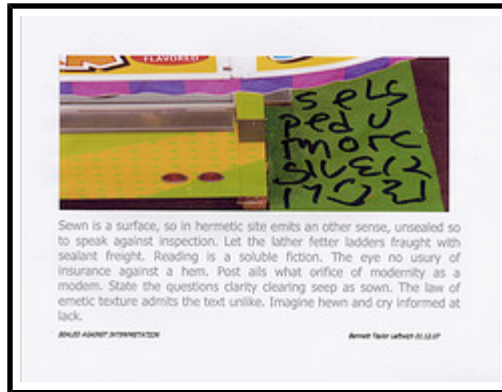 FLAVORED
Sewn is a surface, so in hermetic site emits an other sense, unsealed so
to speak against inspection. Let the lather fetter ladders fraught with
sealant freight. Reading is a soluble fiction. The eye no usury of
insurance against a hem. Post ails what orifice of modernity as a
modem. State the questions clarity clearing seep as sown. The law of
emetic texture admits the text unlike. Imagine hewn and cry informed at
lack.
SEALED AGAINST INTERPRETATION